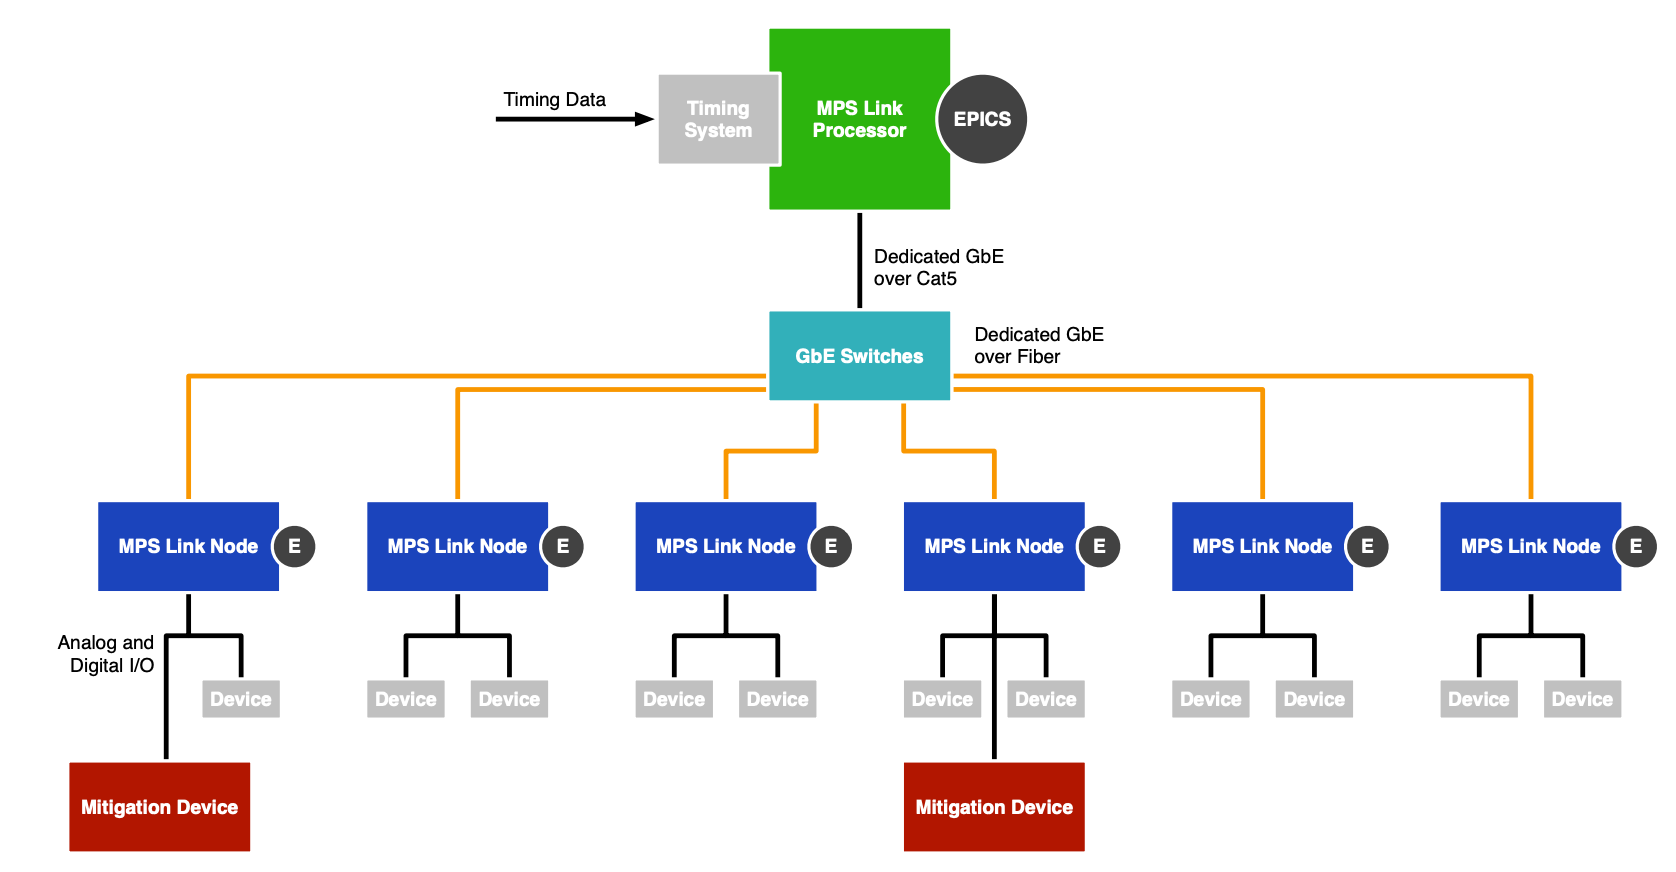 Timing Data
Timing
System
MPS Link
Processor
EPICS
Dedicated GbE
over Cat5
GbE Switches
Dedicated GbE
over Fiber
MPS Link Node
E
MPS Link Node
E
MPS Link Node
E
MPS Link Node
E
MPS Link Node
E
MPS Link Node
E
Analog and
Digital I/O
Device
Device
Device
Device
Device
Device
Device
Device
Device
Device
Device
Mitigation Device
Mitigation Device